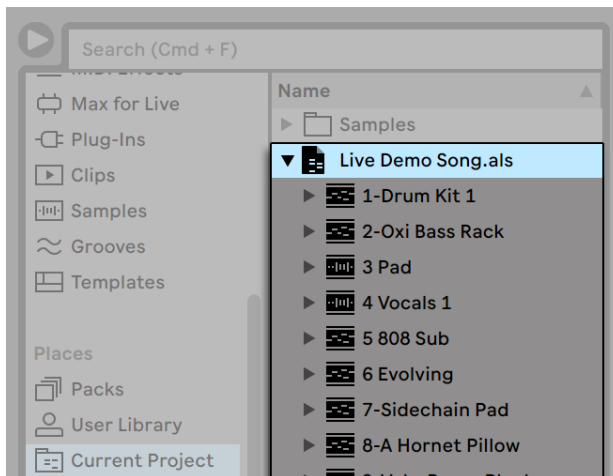 Search (Cmd + F)
MIDI Effects
Max for Live
Plug-Ins
Clips
Samples
Grooves
Templates
Places
Packs
User Library
Current Project
Name
Samples
Live Demo Song.als
1-Drum Kit 1
2-Oxi Bass Rack
3 Pad
4 Vocals 1
5 808 Sub
6 Evolving
7-Sidechain Pad
8-A Hornet Pillow